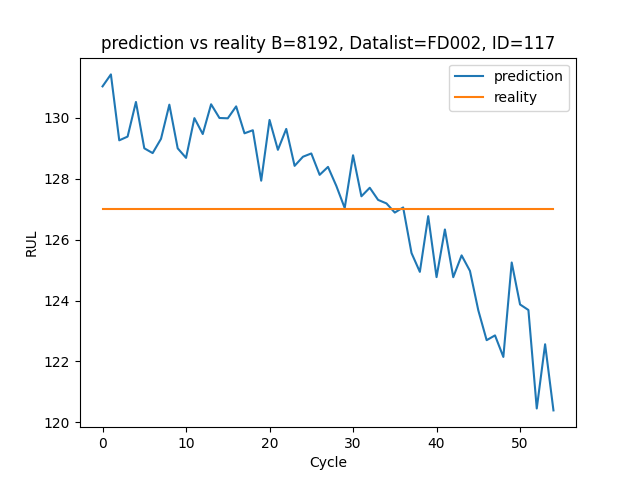 prediction vs reality B=8192, Datalist=FD002, ID=117
prediction
reality
RUL
130
128
126
124
122
120
0 10 20 30 40 50
Cycle